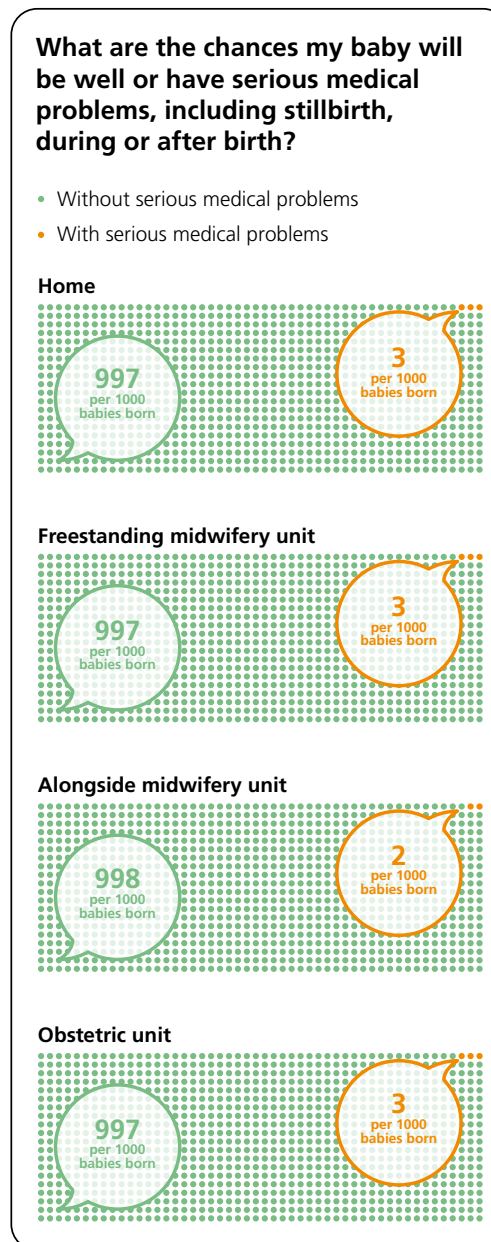 What are the chances my baby will
be well or have serious medical
problems, including stillbirth,
during or after birth?
Without serious medical problems
With serious medical problems
Home
997
per 1000
babies born
3
per 1000
babies born
Freestanding midwifery unit
997
per 1000
babies born
3
per 1000
babies born
Alongside midwifery unit
998
per 1000
babies born
2
per 1000
babies born
Obstetric unit
997
per 1000
babies born
3
per 1000
babies born